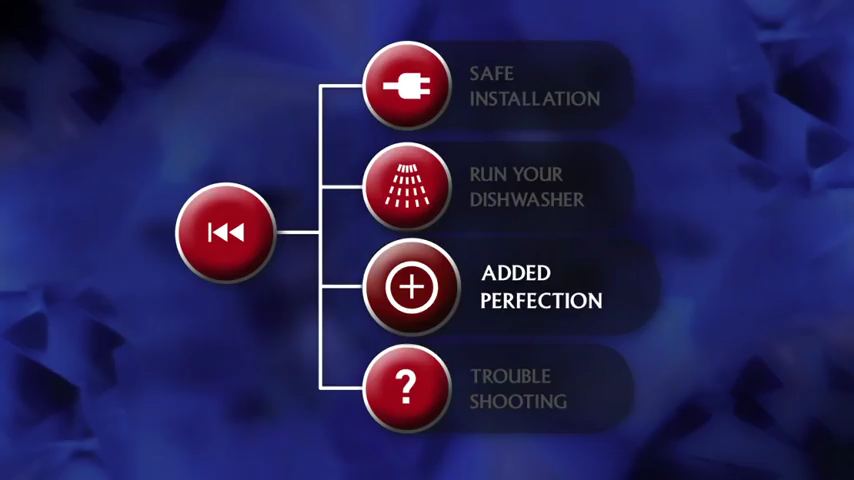 SAFE
INSTALLATION
RUN YOUR
DISHWASHER
ADDED
PERFECTION
?
TROUBLE
SHOOTING